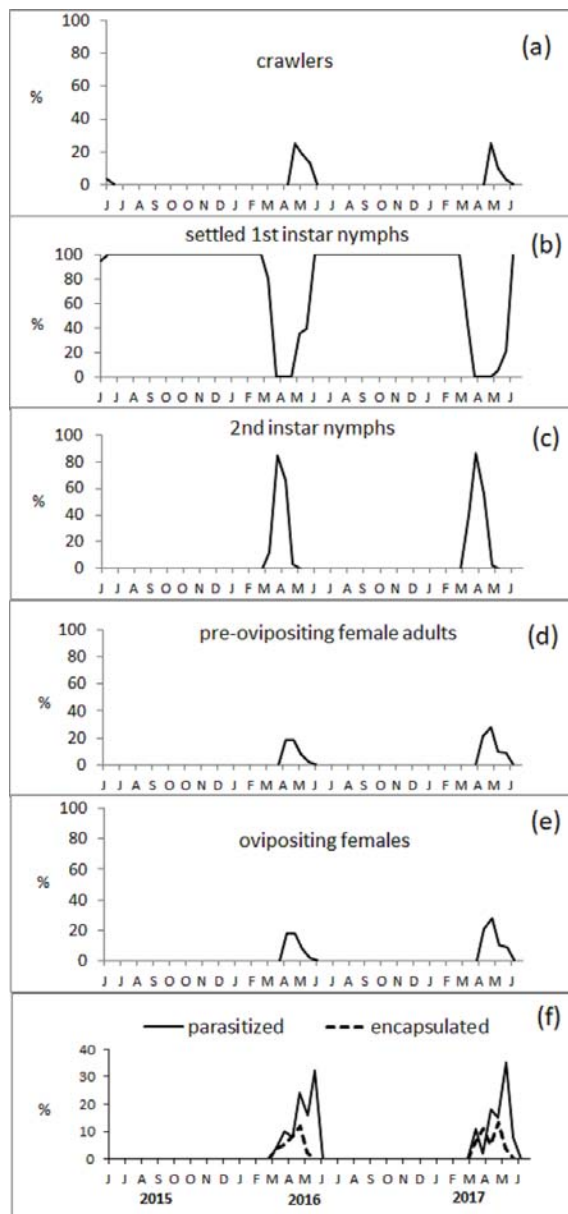 (a)
crawlers
100
80
60
%
40
20
0
J J A S O O N D J F M A M J J A S O N D J F M A M J
settled 1st instar nymphs
(b)
100
80
60
%
40
20
0
J J A S O O N D J F M A M J J A S O N D J F M A M J
2nd instar nymphs
(c)
100
80
60
%
40
20
0
J J A S O O N D J F M A M J J A S O N D J F M A M J
pre-ovipositing female adults
(d)
100
80
60
%
40
20
0
J J A S O O N D J F M A M J J A S O N D J F M A M J
(e)
ovipositing females
100
80
60
%
40
20
0
J J A S O O N D J F M A M J J A S O N D J F M A M J
(f)
parasitized encapsulated
40
30
%
20
10
0
J J A S O O N D J F M A M J J A S O N D J F M A M J
2015 2016 2017